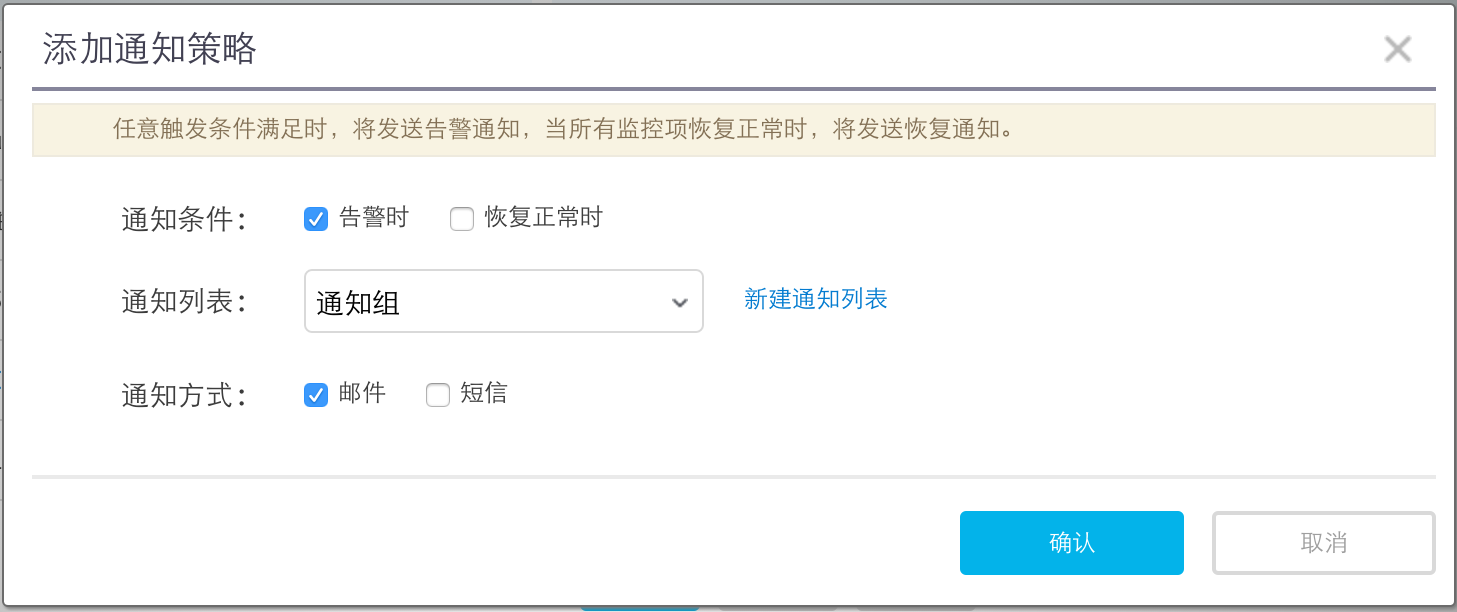 添加通知策略
任意触发条件满足时，将发送告警通知，当所有监控项恢复正常时，将发送恢复通知。
通知条件： 告警时 恢复正常时
通知列表： 通知组 新建通知列表
通知方式： 邮件 短信
确认 取消